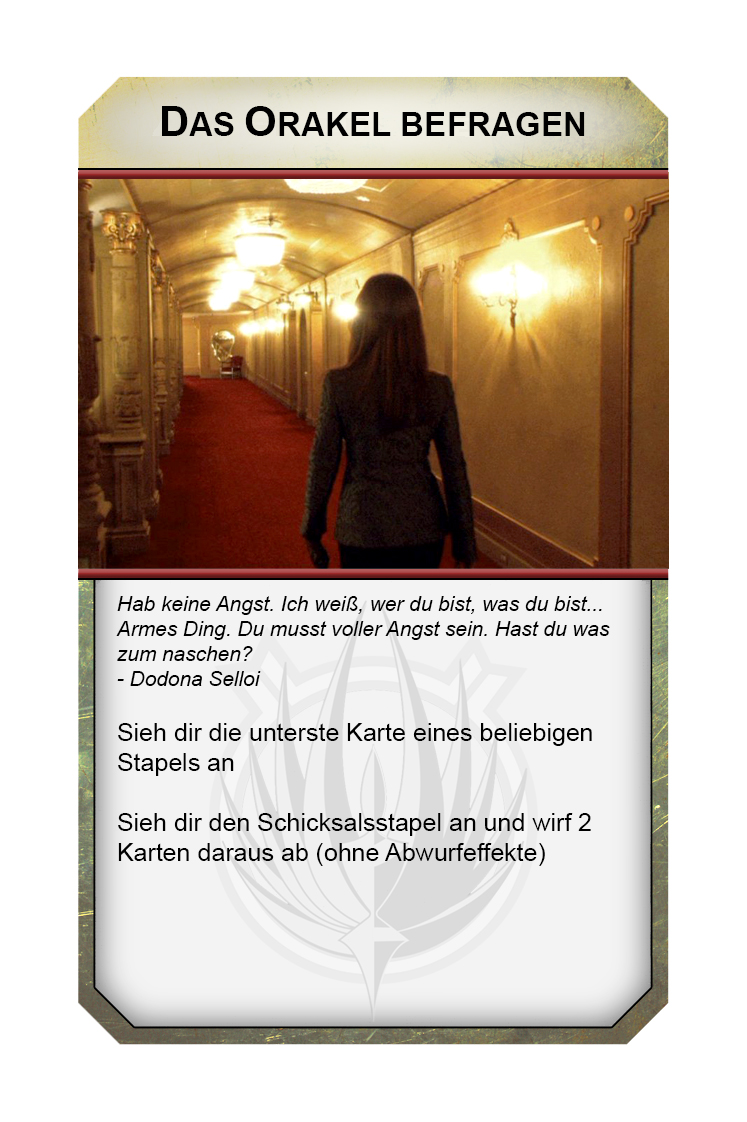 DAS ORAKEL BEFRAGEN
Hab keine Angst. Ich weiß, wer du bist, was du bist...
Armes Ding. Du musst voller Angst sein. Hast du was
zum naschen?
- Dodona Selloi
Sieh dir die unterste Karte eines beliebigen
Stapels an
Sieh dir den Schicksalsstapel an und wirf 2
Karten daraus ab (ohne Abwurfeffekte)